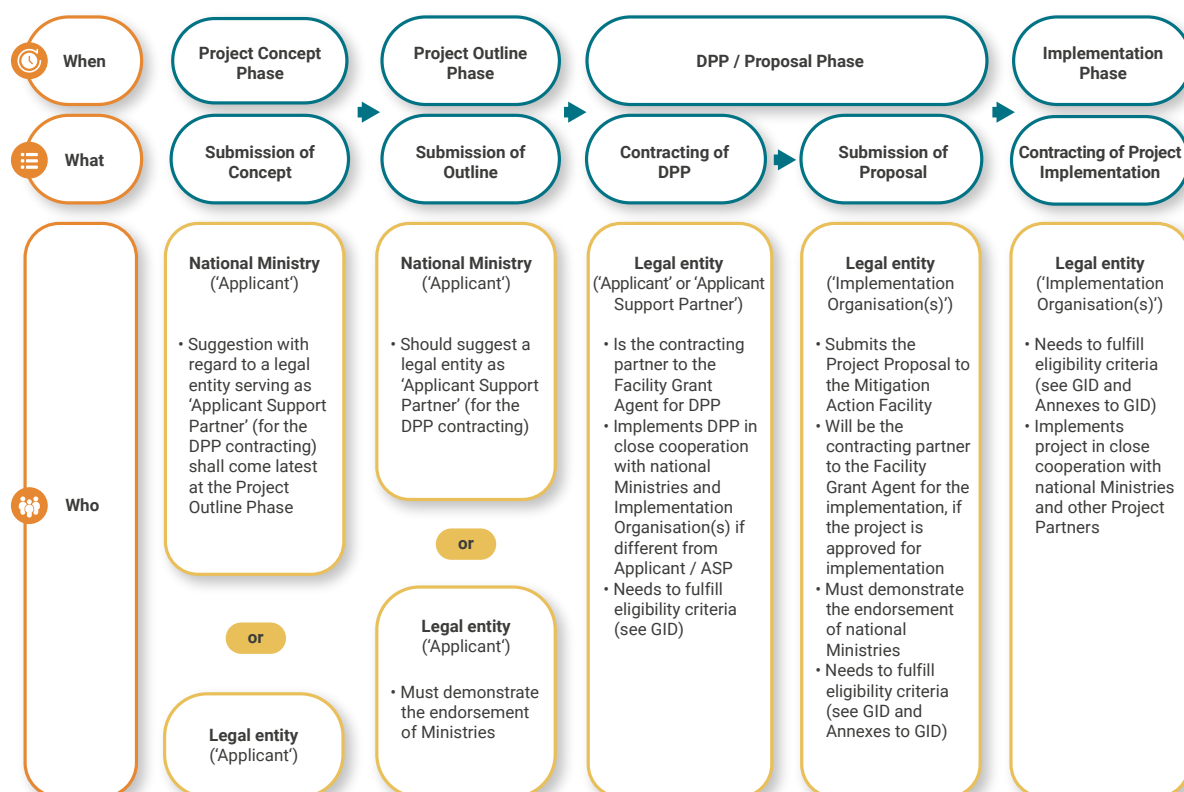 When
Project Concept
Phase
Project Outline
Phase
DPP / Proposal Phase
Implementation
Phase
What
Submission of
Concept
Submission of
Outline
Contracting of
DPP
Submission of
Proposal
Contracting of Project
Implementation
Who
National Ministry
(‘Applicant‘)
• Suggestion with
regard to a legal
entity serving as
‘Applicant Support
Partner’ (for the
DPP contracting)
shall come latest
at the Project
Outline Phase
or
Legal entity
(‘Applicant‘)
National Ministry
(‘Applicant‘)
• Should suggest a
legal entity as
‘Applicant Support
Partner’ (for the
DPP contracting)
or
Legal entity
(‘Applicant‘)
• Must demonstrate
the endorsement
of Ministries
Legal entity
(‘Applicant’ or ‘Applicant
Support Partner’)
• Is the contracting
partner to the
Facility Grant
Agent for DPP
• Implements DPP in
close cooperation
with national
Ministries and
Implementation
Organisation(s) if
different from
Applicant / ASP
• Needs to fulfill
eligibility criteria
(see GID)
Legal entity
(‘Implementation
Organisation(s)’)
• Submits the
Project Proposal to
the Mitigation
Action Facility
• Will be the
contracting partner
to the Facility
Grant Agent for the
implementation, if
the project is
approved for
implementation
• Must demonstrate
the endorsement
of national
Ministries
• Needs to fulfill
eligibility criteria
(see GID and
Annexes to GID)
Legal entity
(‘Implementation
Organisation(s)’)
• Needs to fulfill
eligibility criteria
(see GID and
Annexes to GID)
• Implements
project in close
cooperation with
national Ministries
and other Project
Partners